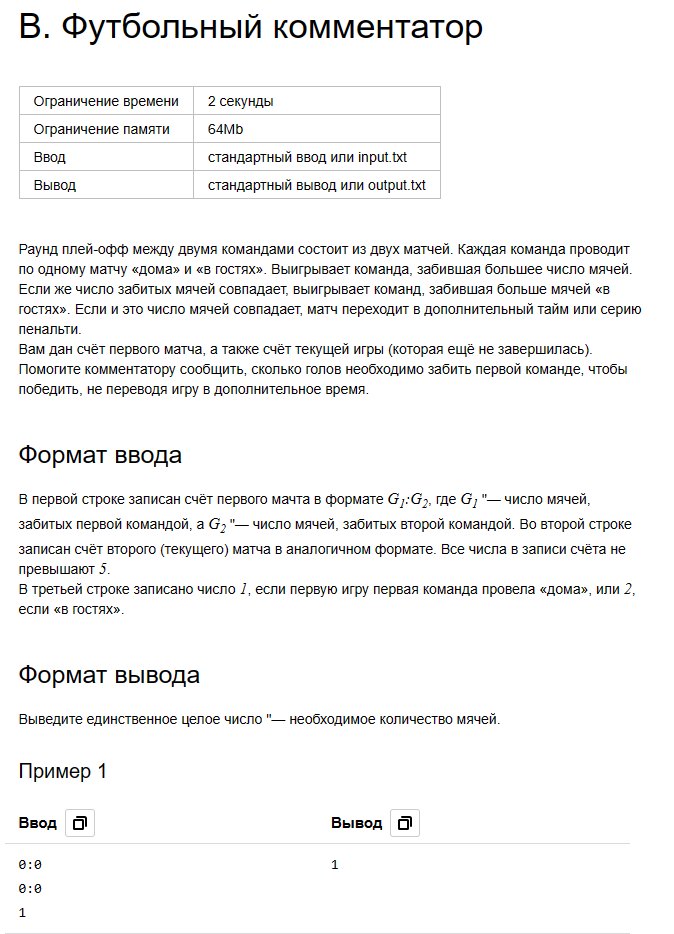 B. Футбольный комментатор
Ограничение времени 2 секунды
Ограничение памяти 64Mb
Ввод стандартный ввод или input.txt
Вывод стандартный вывод или output.txt
Раунд плей-офф между двумя командами состоит из двух матчей. Каждая команда проводит
по одному матчу «дома» и «в гостях». Выигрывает команда, забившая большее число мячей.
Если же число забитых мячей совпадает, выигрывает команд, забившая больше мячей «в
гостях». Если и это число мячей совпадает, матч переходит в дополнительный тайм или серию
пенальти.
Вам дан счёт первого матча, а также счёт текущей игры (которая ещё не завершилась).
Помогите комментатору сообщить, сколько голов необходимо забить первой команде, чтобы
победить, не переводя игру в дополнительное время.
Формат ввода
В первой строке записан счёт первого мачта в формате G1:G2, где G1 "— число мячей,
забитых первой командой, а G2 "— число мячей, забитых второй командой. Во второй строке
записан счёт второго (текущего) матча в аналогичном формате. Все числа в записи счёта не
превышают 5.
В третьей строке записано число 1, если первую игру первая команда провела «дома», или 2,
если «в гостях».
Формат вывода
Выведите единственное целое число "— необходимое количество мячей.
Пример 1
Ввод Вывод
0:0 1
0:0
1